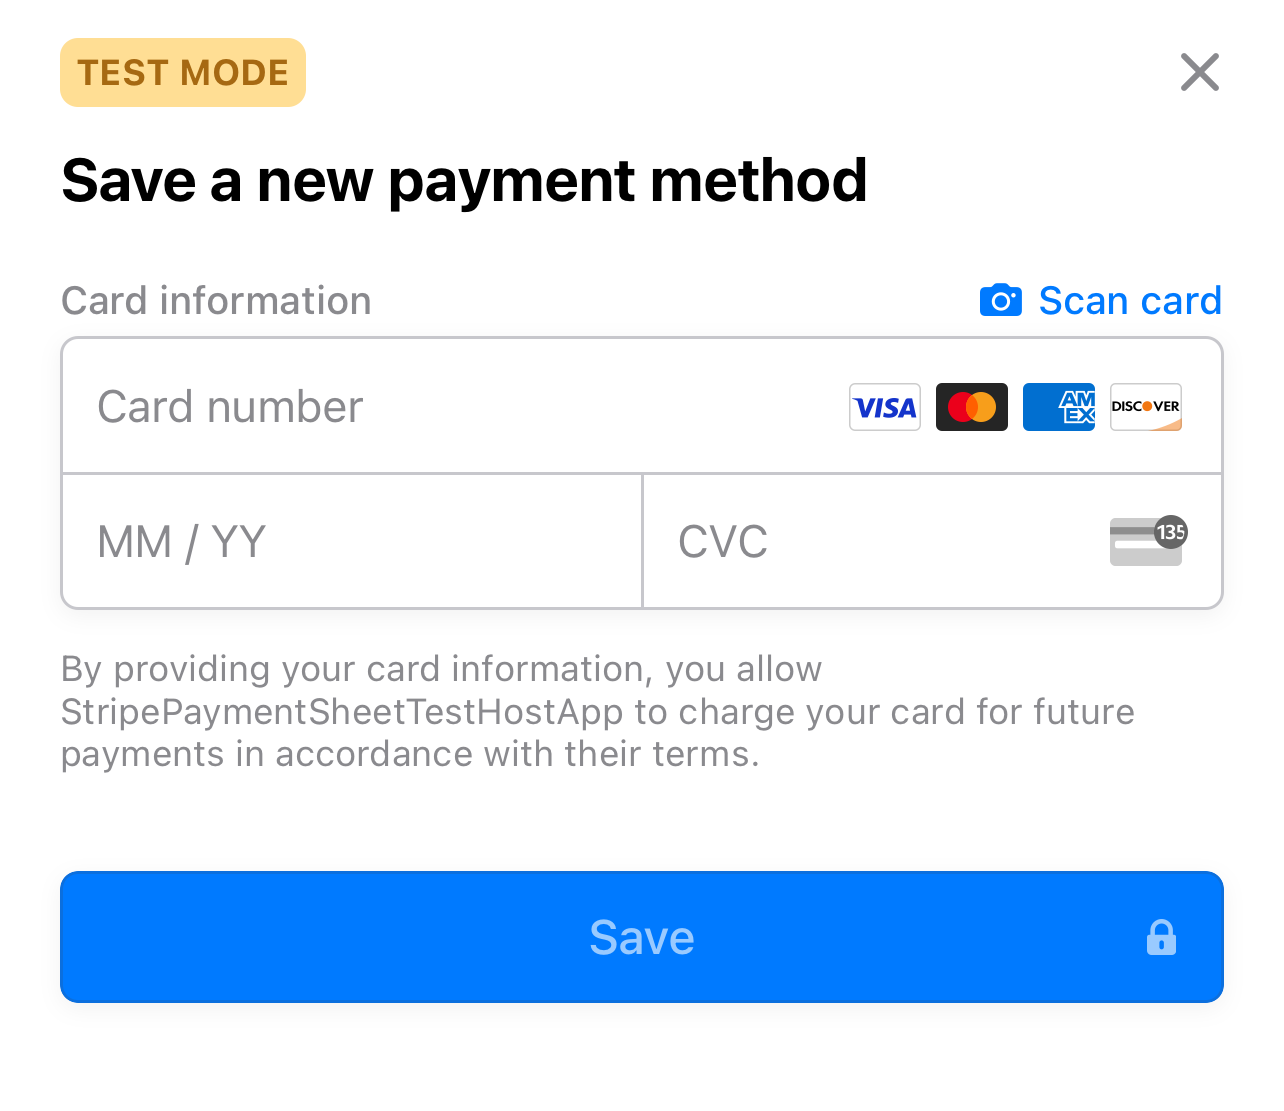 TEST MODE
Save a new payment method
Card information
Scan card
Card number
VISA
AM
EX
DISCOVER
MM / YY
CVC
135
By providing your card information, you allow
StripePaymentSheetTestHostApp to charge your card for future
payments in accordance with their terms.
Save